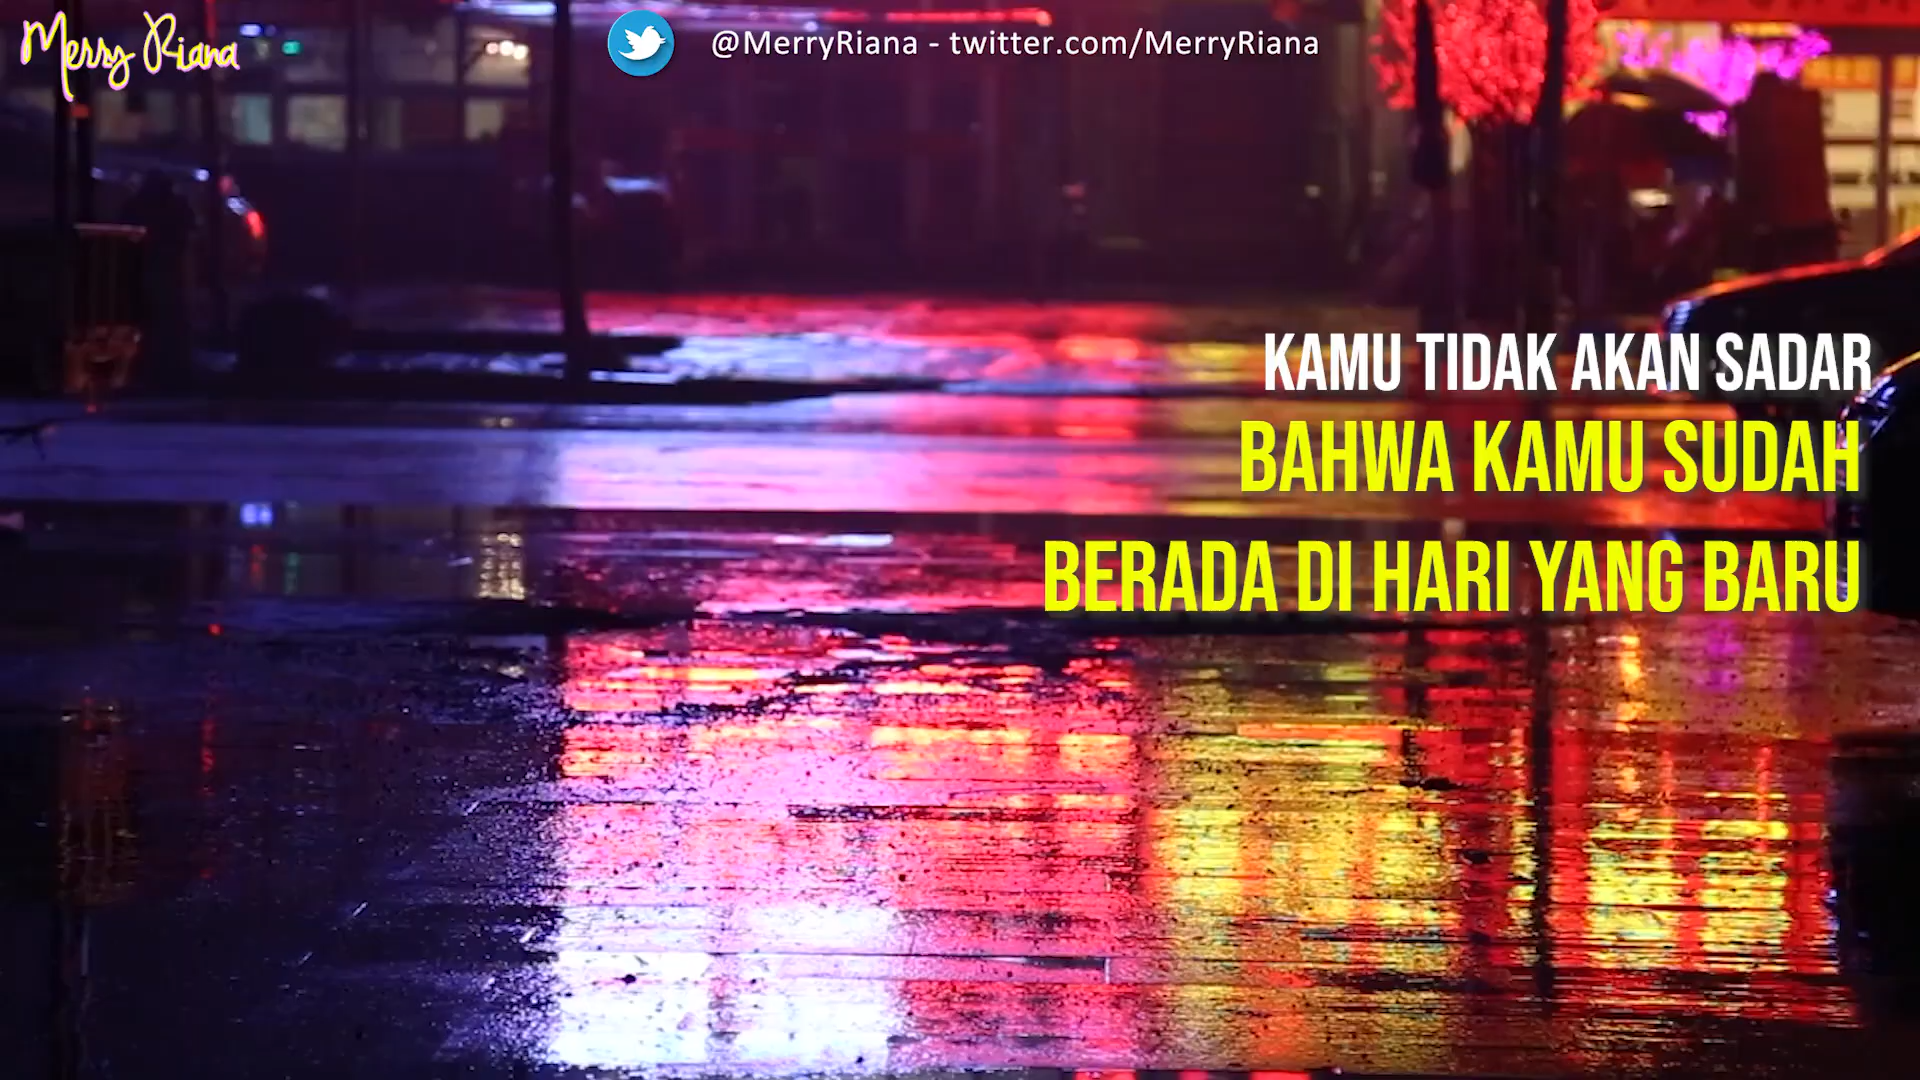 Merry Riana
@MerryRiana - twitter.com/MerryRiana
KAMU TIDAK AKAN SADAR
BAHWA KAMU SUDAH
BERADA DI HARI YANG BARU